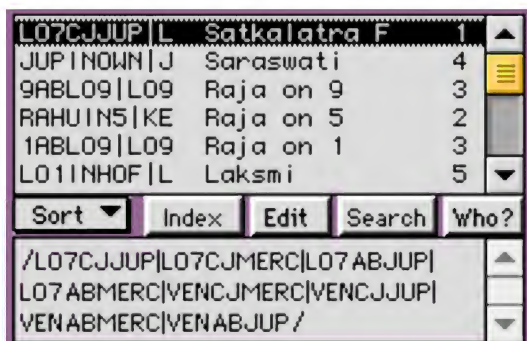 LO7CJJUP|L Satkalatra F 1
JUPINOWN|J Saraswati 4
9ABLO9|LO9 Raja on 9 3
RAHUIN5|KE Raja on 5 2
1ABLO9|LO9 Raja on 1 3
LO1INHOF|L Laksmi 5
Sort Index Edit Search Who?
/LO7CJJUP|LO7CJMERC|LO7ABJUP|
LO7ABMERC|VENCJMERC|VENCJJUP|
VENABMERC|VENABJUP/